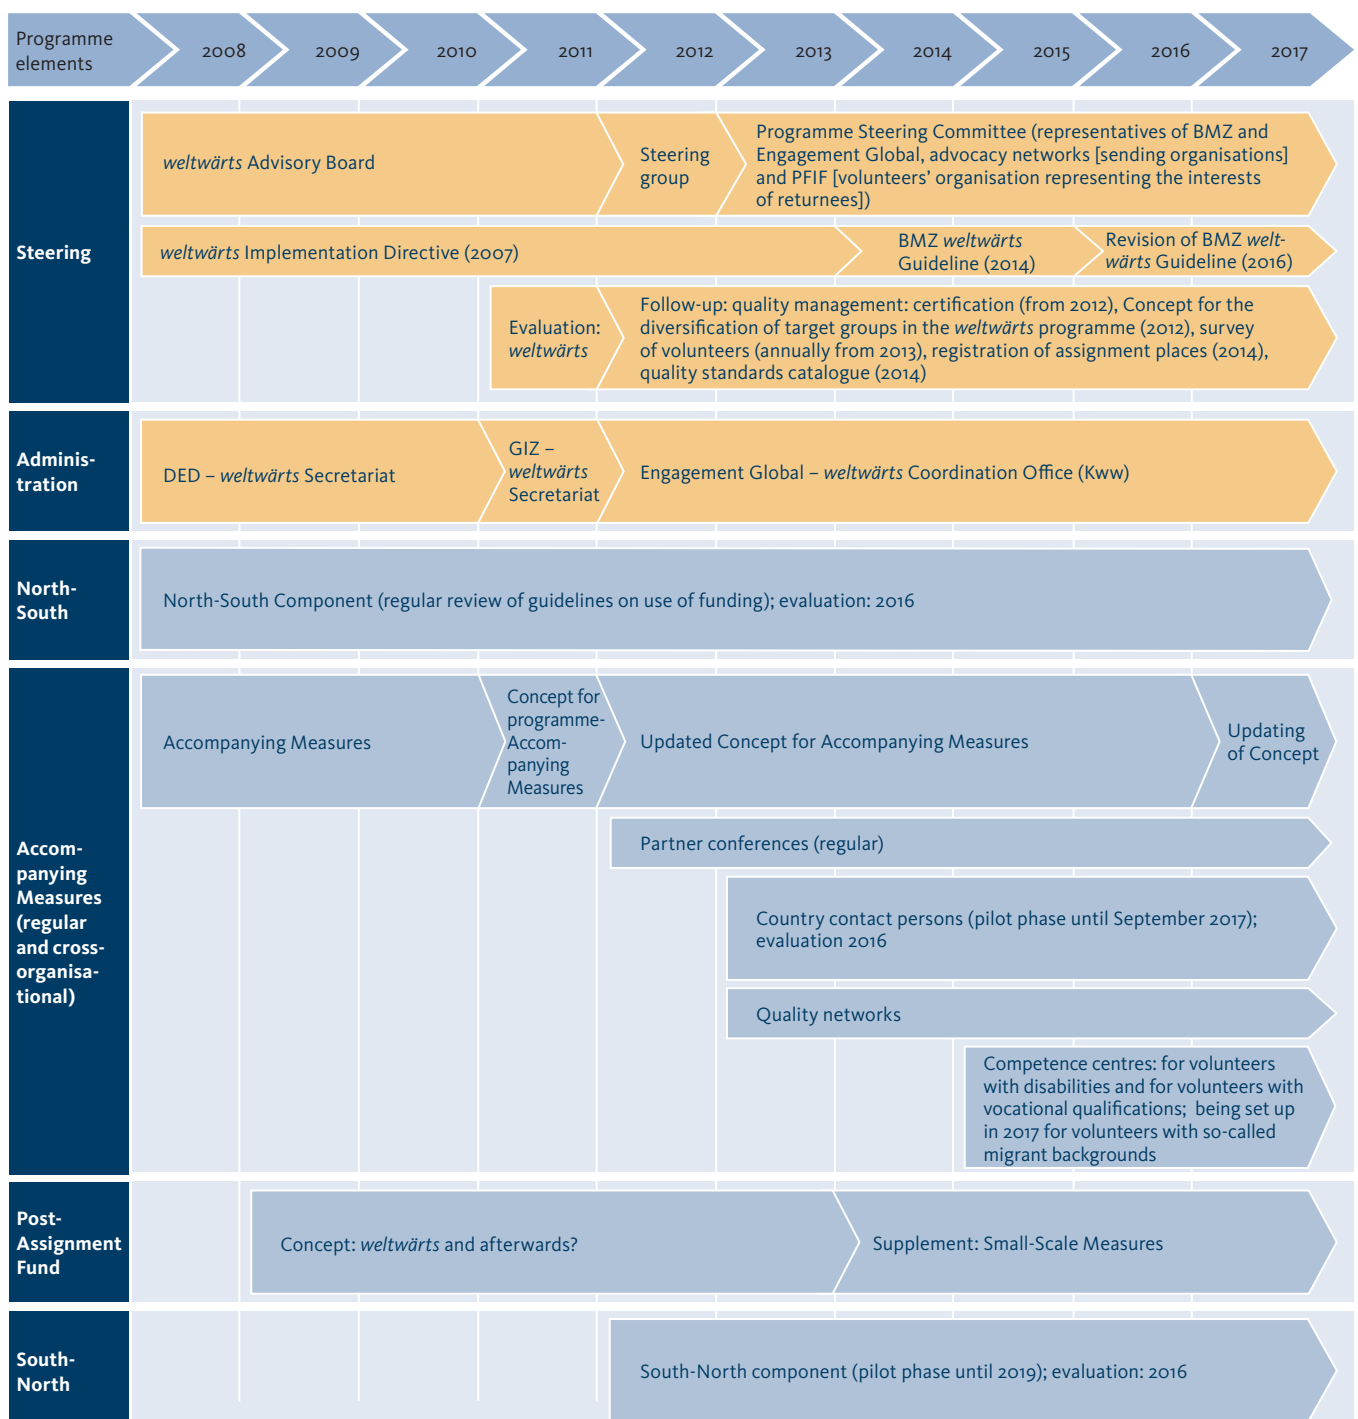 Programme
elements
2008
2009
2010
2011
2012
2013
2014
2015
2016
2017
Steering
weltwärts Advisory Board
Steering
group
Programme Steering Committee (representatives of BMZ and
Engagement Global, advocacy networks [sending organisations]
and PFIF [volunteers’ organisation representing the interests
of returnees])
weltwärts Implementation Directive (2007)
BMZ weltwärts
Guideline (2014)
Revision of BMZ welt-
wärts Guideline (2016)
Evaluation:
weltwärts
Follow-up: quality management: certification (from 2012), Concept for the
diversification of target groups in the weltwärts programme (2012), survey
of volunteers (annually from 2013), registration of assignment places (2014),
quality standards catalogue (2014)
Adminis-
tration
DED – weltwärts Secretariat
GIZ –
weltwärts
Secretariat
Engagement Global – weltwärts Coordination Office (Kww)
North-
South
North-South Component (regular review of guidelines on use of funding); evaluation: 2016
Accom-
panying
Measures
(regular
and cross-
organisa-
tional)
Accompanying Measures
Concept for
programme-
Accom-
panying
Measures
Updated Concept for Accompanying Measures
Updating
of Concept
Partner conferences (regular)
Country contact persons (pilot phase until September 2017);
evaluation 2016
Quality networks
Competence centres: for volunteers
with disabilities and for volunteers with
vocational qualifications; being set up
in 2017 for volunteers with so-called
migrant backgrounds
Post-
Assignment
Fund
Concept: weltwärts and afterwards?
Supplement: Small-Scale Measures
South-
North
South-North component (pilot phase until 2019); evaluation: 2016